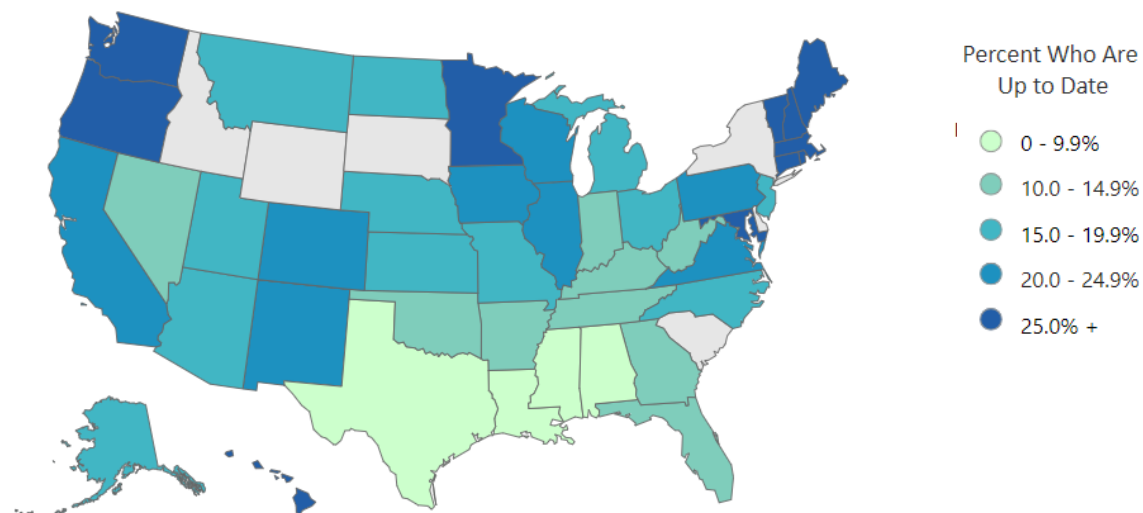 Percent Who Are
Up to Date
0 - 9.9%
10.0 - 14.9%
15.0 - 19.9%
20.0 - 24.9%
25.0% +